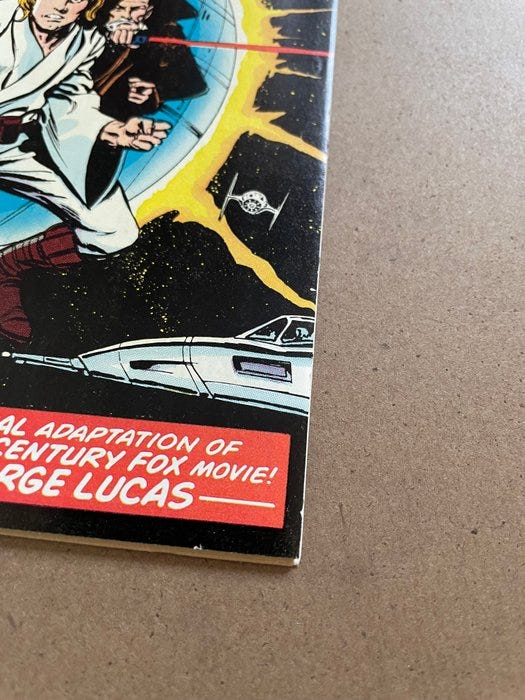 AL ADAPTATION OF
CENTURY FOX MOVIE!
RGE LUCAS